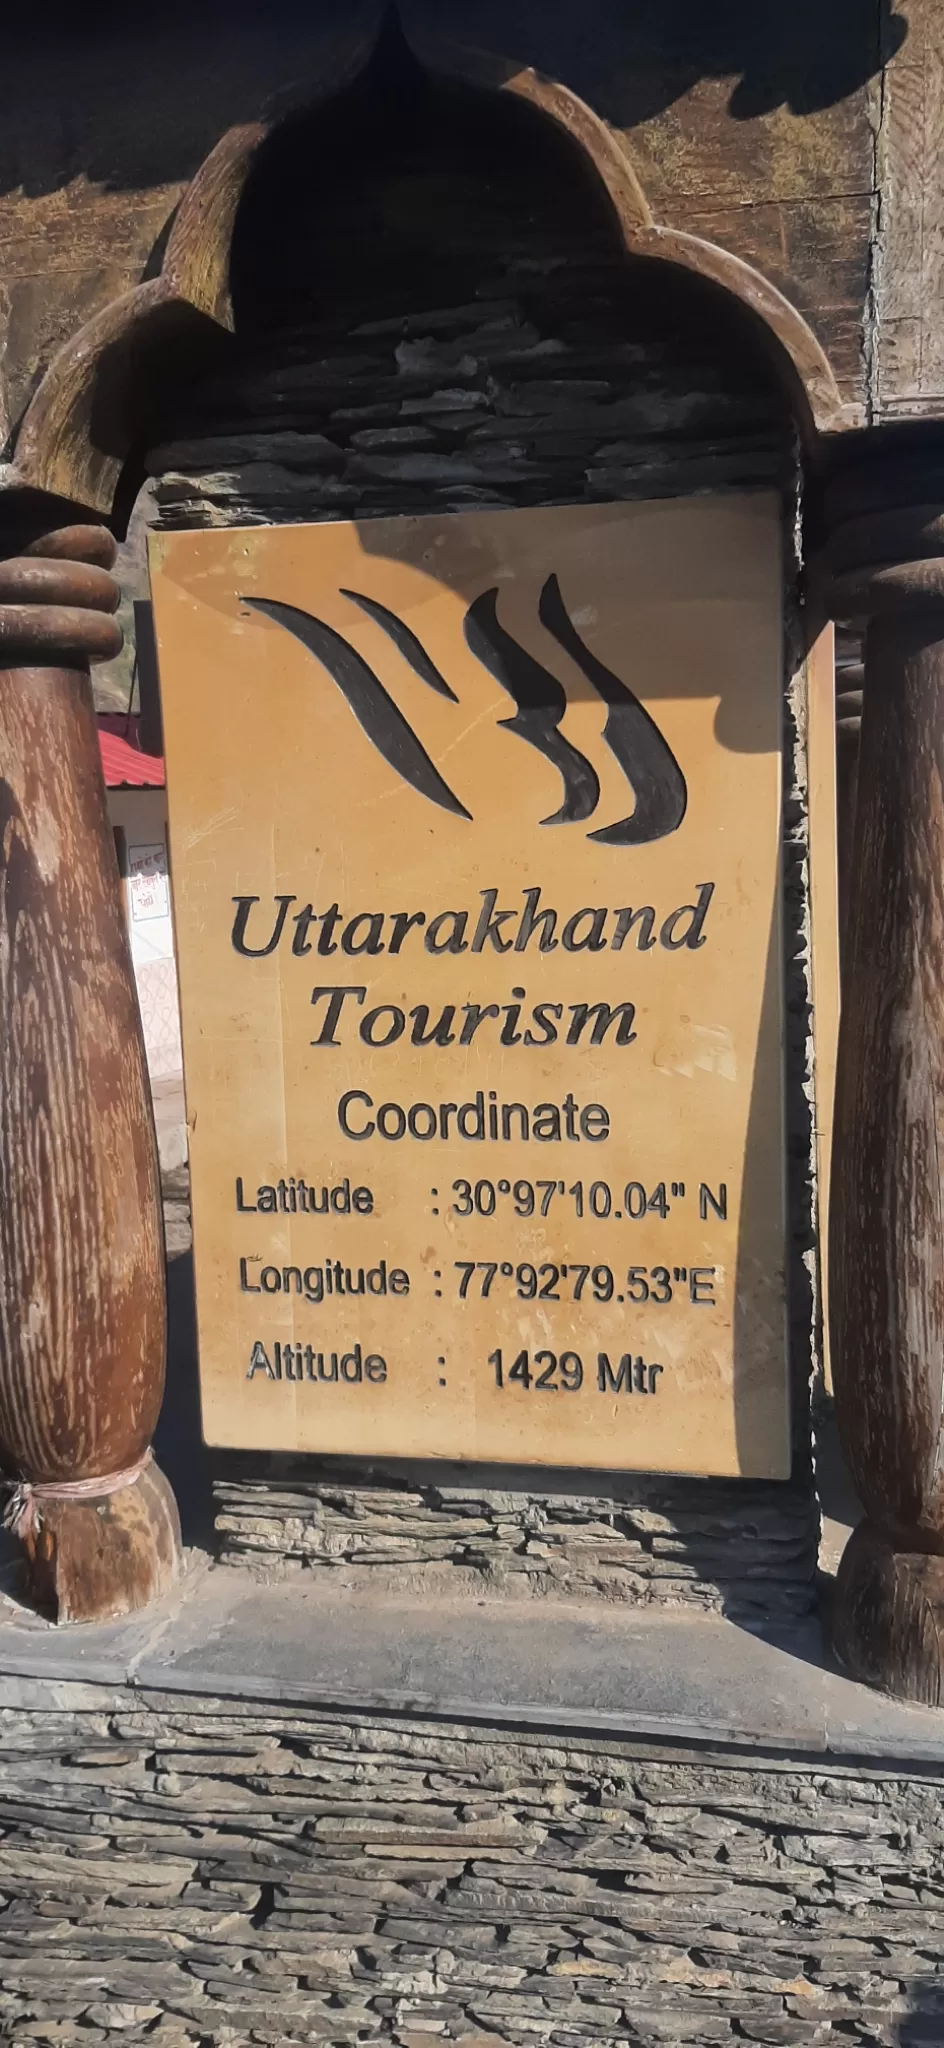 Uttarakhand
Tourism
Coordinate
Latitude : 30°97'10.04" N
Longitude : 77°92'79.53"E
Altitude : 1429 Mtr